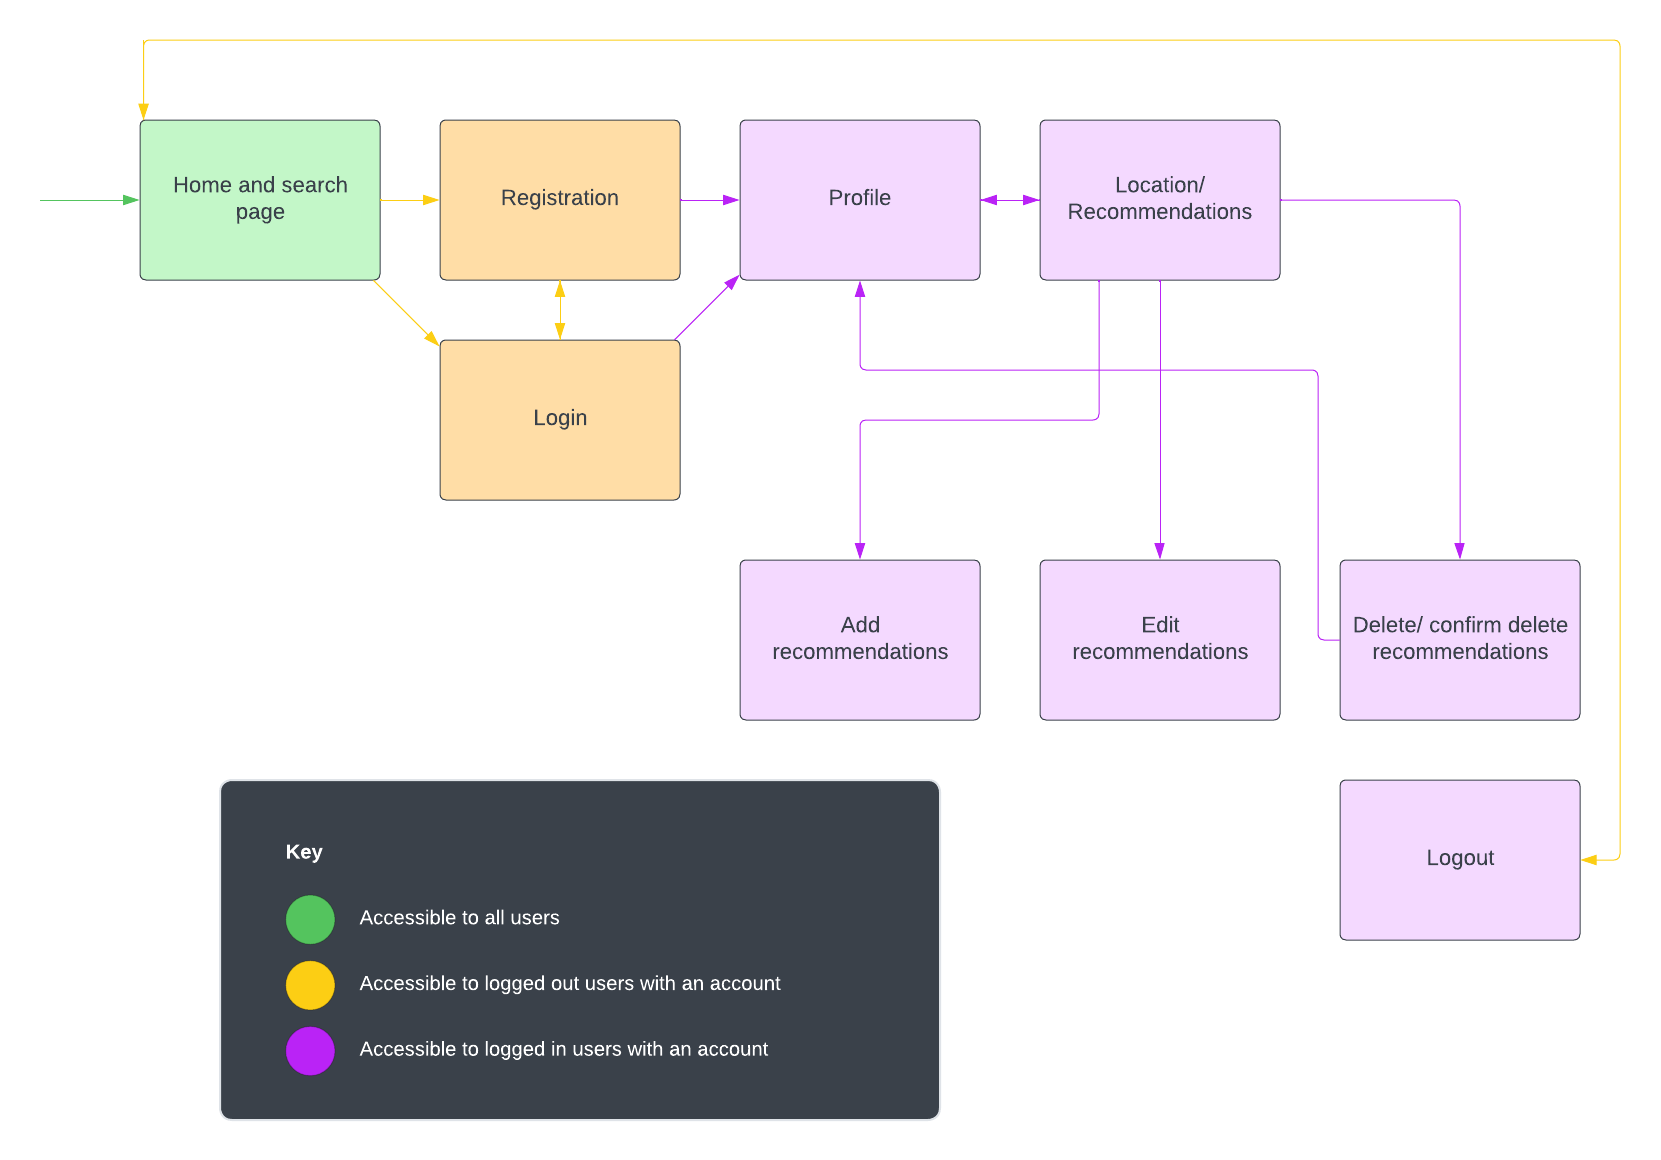 Home and search
page
Registration
Profile
Location/
Recommendations
Login
Add
recommendations
Edit
recommendations
Delete/ confirm delete
recommendations
Logout
Key
Accessible to all users
Accessible to logged out users with an account
Accessible to logged in users with an account